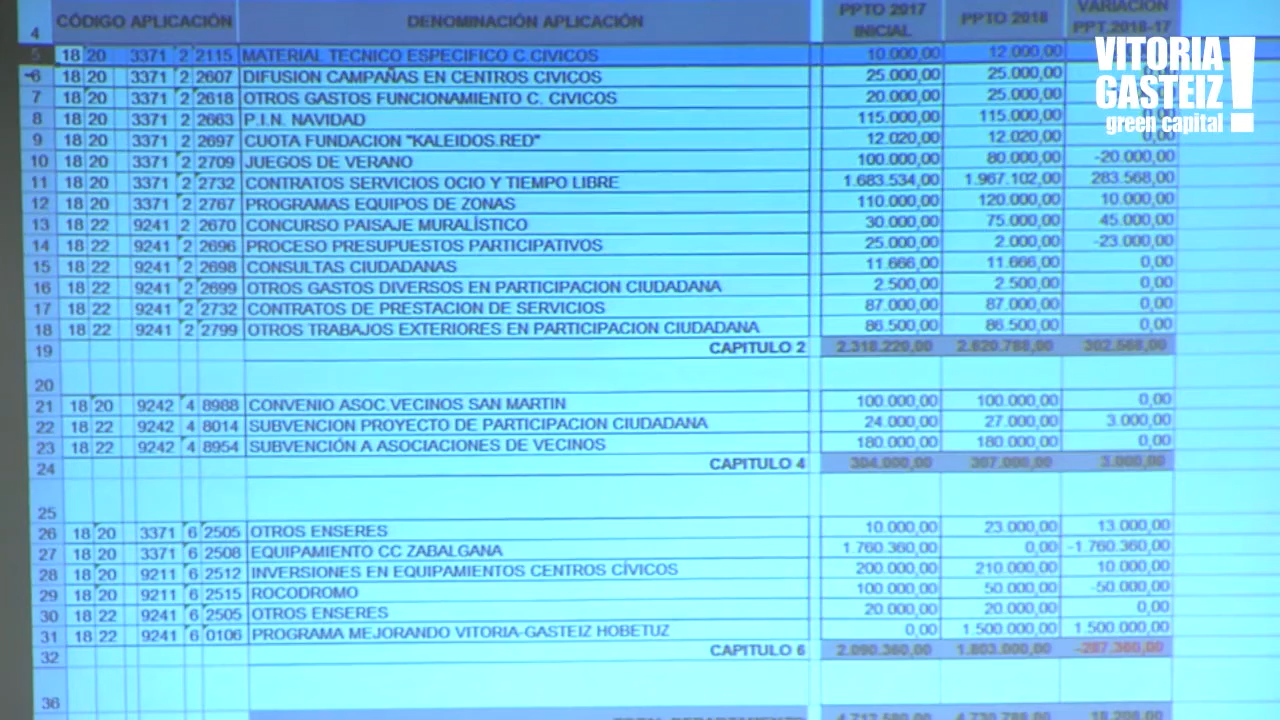 4 CÓDIGO APLICACIÓN DENOMINACIÓN APLICACIÓN PPTO 2017 INICIAL PPTO 2018 VARIACION PPT.2018-17
5 18 20 3371 2 2115 MATERIAL TECNICO ESPECIFICO C.CIVICOS 10.000,00 12.000,00
6 18 20 3371 2 2607 DIFUSION CAMPAÑAS EN CENTROS CIVICOS 25.000,00 25.000,00
7 18 20 3371 2 2618 OTROS GASTOS FUNCIONAMIENTO C. CIVICOS 20.000,00 25.000,00
8 18 20 3371 2 2663 P.I.N. NAVIDAD 115.000,00 115.000,00
9 18 20 3371 2 2697 CUOTA FUNDACION "KALEIDOS.RED" 12.020,00 12.020,00 0,00
10 18 20 3371 2 2709 JUEGOS DE VERANO 100.000,00 80.000,00 -20.000,00
11 18 20 3371 2 2732 CONTRATOS SERVICIOS OCIO Y TIEMPO LIBRE 1.683.534,00 1.967.102,00 283.568,00
12 18 20 3371 2 2767 PROGRAMAS EQUIPOS DE ZONAS 110.000,00 120.000,00 10.000,00
13 18 22 9241 2 2670 CONCURSO PAISAJE MURALÍSTICO 30.000,00 75.000,00 45.000,00
14 18 22 9241 2 2696 PROCESO PRESUPUESTOS PARTICIPATIVOS 25.000,00 2.000,00 -23.000,00
15 18 22 9241 2 2698 CONSULTAS CIUDADANAS 11.666,00 11.666,00 0,00
16 18 22 9241 2 2699 OTROS GASTOS DIVERSOS EN PARTICIPACION CIUDADANA 2.500,00 2.500,00 0,00
17 18 22 9241 2 2732 CONTRATOS DE PRESTACION DE SERVICIOS 87.000,00 87.000,00 0,00
18 18 22 9241 2 2799 OTROS TRABAJOS EXTERIORES EN PARTICIPACION CIUDADANA 86.500,00 86.500,00 0,00
19 CAPITULO 2 2.318.220,00 2.620.788,00 302.568,00
20
21 18 20 9242 4 8988 CONVENIO ASOC.VECINOS SAN MARTIN 100.000,00 100.000,00 0,00
22 18 22 9242 4 8014 SUBVENCION PROYECTO DE PARTICIPACION CIUDADANA 24.000,00 27.000,00 3.000,00
23 18 22 9242 4 8954 SUBVENCIÓN A ASOCIACIONES DE VECINOS 180.000,00 180.000,00 0,00
24 CAPITULO 4 304.000,00 307.000,00 3.000,00
25
26 18 20 3371 6 2505 OTROS ENSERES 10.000,00 23.000,00 13.000,00
27 18 20 3371 6 2508 EQUIPAMIENTO CC ZABALGANA 1.760.360,00 0,00 -1.760.360,00
28 18 20 9211 6 2512 INVERSIONES EN EQUIPAMIENTOS CENTROS CÍVICOS 200.000,00 210.000,00 10.000,00
29 18 20 9211 6 2515 ROCODROMO 100.000,00 50.000,00 -50.000,00
30 18 22 9241 6 2505 OTROS ENSERES 20.000,00 20.000,00 0,00
31 18 22 9241 6 0106 PROGRAMA MEJORANDO VITORIA-GASTEIZ HOBETUZ 0,00 1.500.000,00 1.500.000,00
32 CAPITULO 6 2.090.360,00 1.803.000,00 -287.360,00
36
VITORIA
GASTEIZ!
green capital